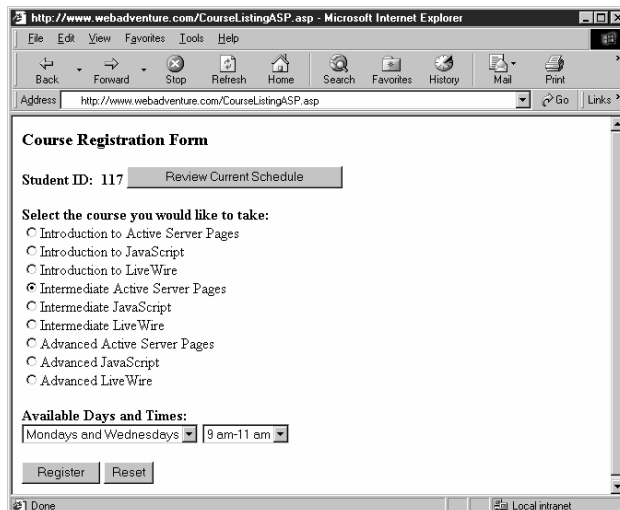 http://www.webadventure.com/CourseListingASP.asp - Microsoft Internet Explorer
File Edit View Favorites Tools Help
Back Forward Stop Refresh Home Search Favorites History Mail Print »
Address http://www.webadventure.com/CourseListingASP.asp Go Links »
Course Registration Form
Student ID: 117 Review Current Schedule
Select the course you would like to take:
Introduction to Active Server Pages
Introduction to JavaScript
Introduction to LiveWire
Intermediate Active Server Pages
Intermediate JavaScript
Intermediate LiveWire
Advanced Active Server Pages
Advanced JavaScript
Advanced LiveWire
Available Days and Times:
Mondays and Wednesdays 9 am-11 am
Register Reset
Done Local intranet